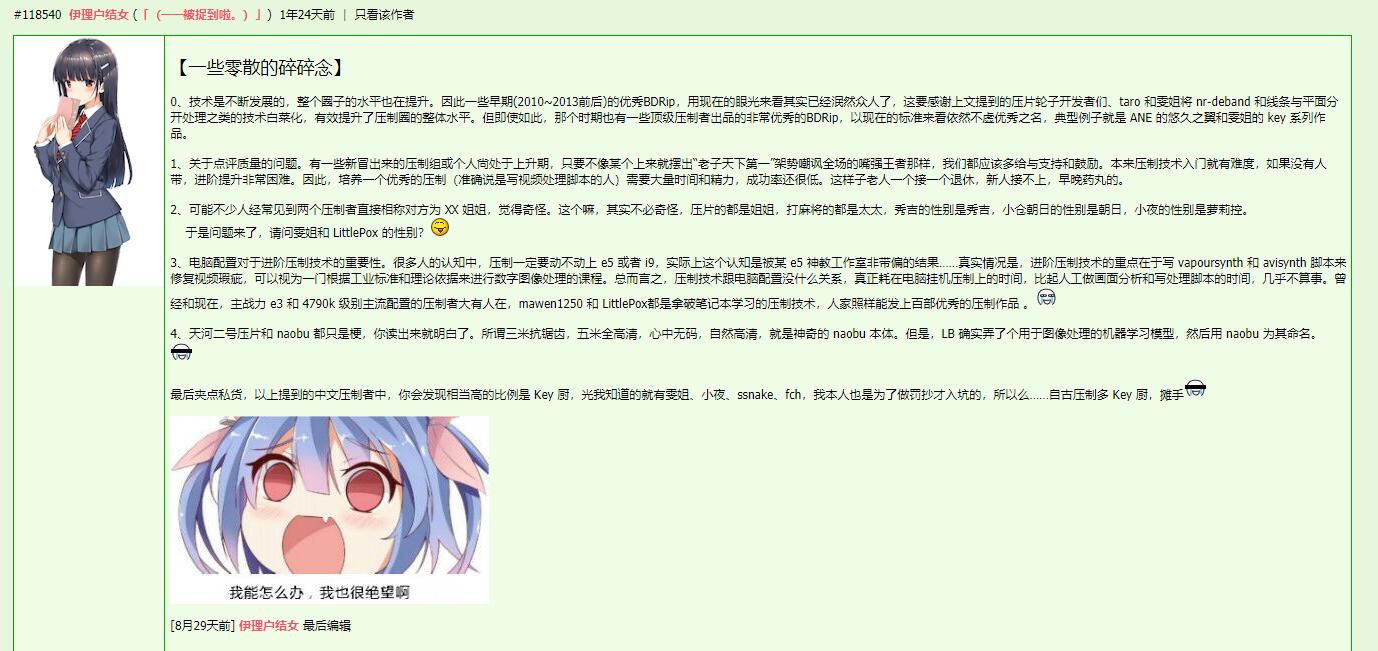 #118540 伊理户结女 (「（——被捉到啦。）」) 1年24天前 | 只看该作者
【一些零散的碎碎念】
0、技术是不断发展的，整个圈子的水平也在提升。因此一些早期(2010~2013前后)的优秀BDRip，用现在的眼光来看其实已经泯然众人了，这要感谢上文提到的压片轮子开发者们、taro 和雯姐将 nr-deband 和线条与平面分
开处理之类的技术白菜化，有效提升了压制圈的整体水平。但即使如此，那个时期也有一些顶级压制者出品的非常优秀的BDRip，以现在的标准来看依然不虚优秀之名，典型例子就是 ANE 的悠久之翼和雯姐的 key 系列作
品。
1、关于点评质量的问题。有一些新冒出来的压制组或个人尚处于上升期，只要不像某个上来就摆出“老子天下第一”架势嘲讽全场的嘴强王者那样，我们都应该多给与支持和鼓励。本来压制技术入门就有难度，如果没有人
带，进阶提升非常困难。因此，培养一个优秀的压制（准确说是写视频处理脚本的人）需要大量时间和精力，成功率还很低。这样子老人一个接一个退休，新人接不上，早晚药丸的。
2、可能不少人经常见到两个压制者直接相称对方为 XX 姐姐，觉得奇怪。这个嘛，其实不必奇怪，压片的都是姐姐，打麻将的都是太太，秀吉的性别是秀吉，小仓朝日的性别是朝日，小夜的性别是萝莉控。
于是问题来了，请问雯姐和 LittlePox 的性别？
3、电脑配置对于进阶压制技术的重要性。很多人的认知中，压制一定要动不动上 e5 或者 i9，实际上这个认知是被某 e5 神教工作室非带偏的结果……真实情况是，进阶压制技术的重点在于写 vapoursynth 和 avisynth 脚本来
修复视频瑕疵，可以视为一门根据工业标准和理论依据来进行数字图像处理的课程。总而言之，压制技术跟电脑配置没什么关系，真正耗在电脑挂机压制上的时间，比起人工做画面分析和写处理脚本的时间，几乎不算事。曾
经和现在，主战力 e3 和 4790k 级别主流配置的压制者大有人在，mawen1250 和 LittlePox都是拿破笔记本学习的压制技术，人家照样能发上百部优秀的压制作品 。
4、天河二号压片和 naobu 都只是梗，你读出来就明白了。所谓三米抗锯齿，五米全高清，心中无码，自然高清，就是神奇的 naobu 本体。但是，LB 确实弄了个用于图像处理的机器学习模型，然后用 naobu 为其命名。
最后夹点私货，以上提到的中文压制者中，你会发现相当高的比例是 Key 厨，光我知道的就有雯姐、小夜、ssnake、fch，我本人也是为了做罚抄才入坑的，所以么……自古压制多 Key 厨，摊手
我能怎么办，我也很绝望啊
[8月29天前] 伊理户结女 最后编辑